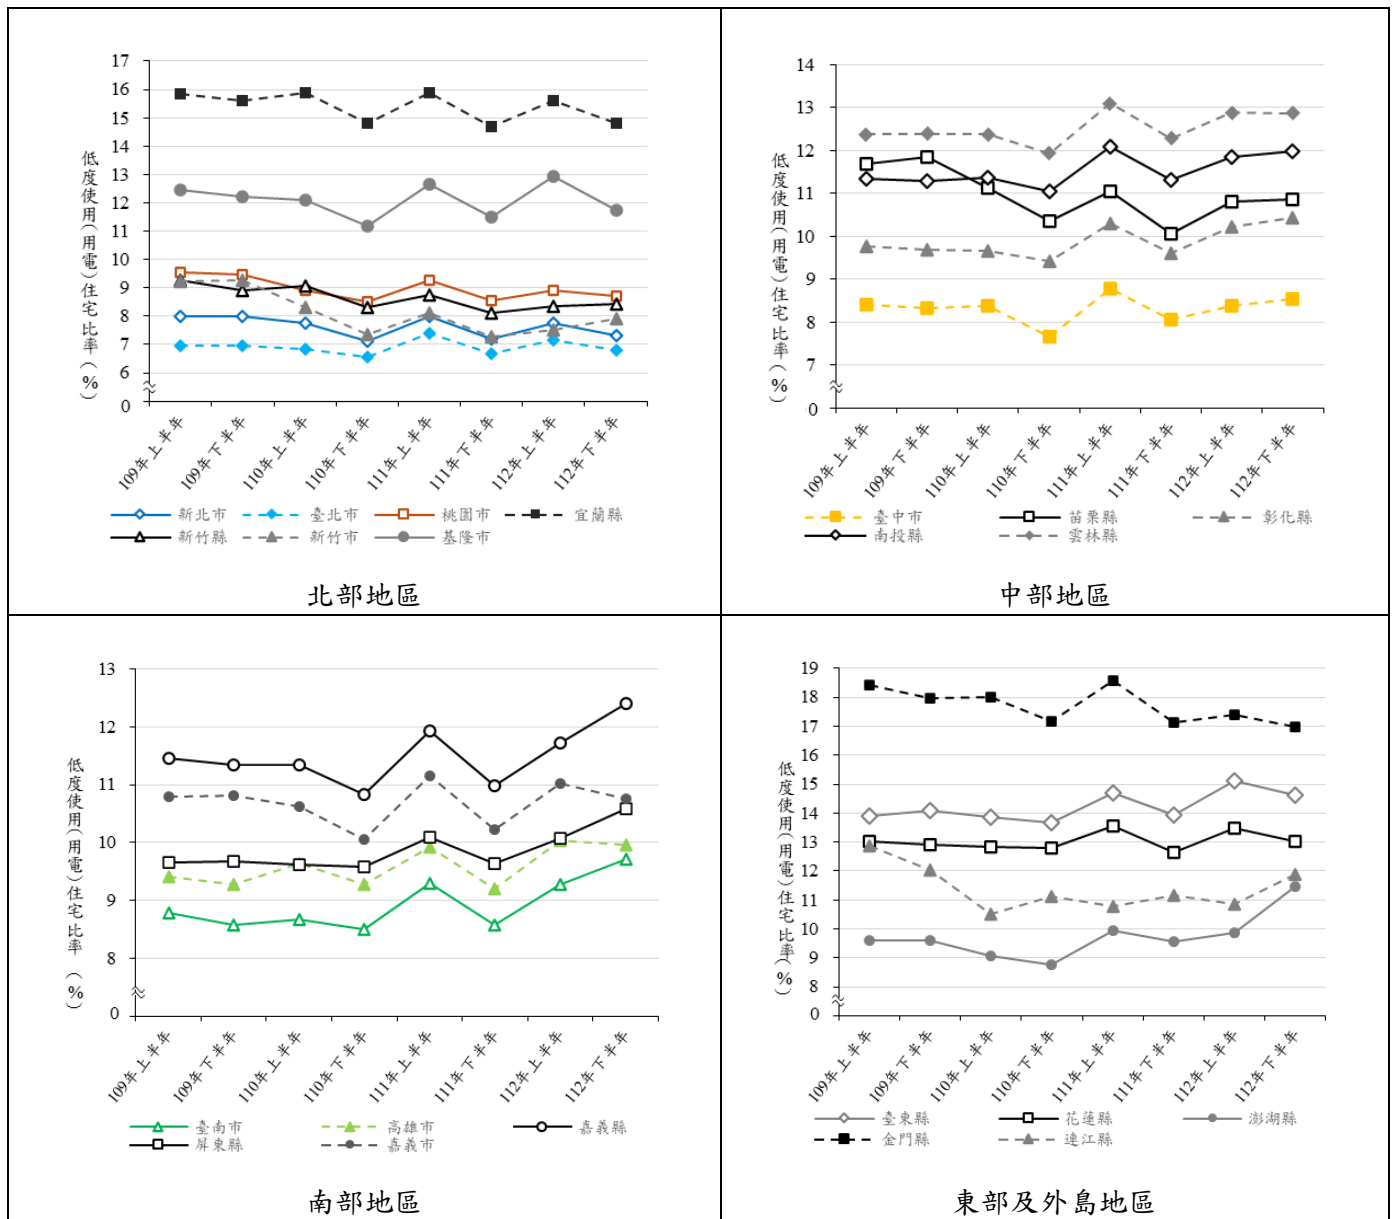 17
16
15
14
13
12
11
10
9
8
7
6
0
低度使用(用電)住宅比率(%)
109年上半年
109年下半年
110年上半年
110年下半年
111年上半年
111年下半年
112年上半年
112年下半年
新北市 臺北市 桃園市 宜蘭縣
新竹縣 新竹市 基隆市
北部地區
14
13
12
11
10
9
8
7
0
低度使用(用電)住宅比率(%)
109年上半年
109年下半年
110年上半年
110年下半年
111年上半年
111年下半年
112年上半年
112年下半年
臺中市 苗栗縣 彰化縣
南投縣 雲林縣
中部地區
13
12
11
10
9
8
0
低度使用(用電)住宅比率(%)
109年上半年
109年下半年
110年上半年
110年下半年
111年上半年
111年下半年
112年上半年
112年下半年
臺南市 高雄市 嘉義縣
屏東縣 嘉義市
南部地區
19
18
17
16
15
14
13
12
11
10
9
8
0
低度使用(用電)住宅比率(%)
109年上半年
109年下半年
110年上半年
110年下半年
111年上半年
111年下半年
112年上半年
112年下半年
臺東縣 花蓮縣 澎湖縣
金門縣 連江縣
東部及外島地區